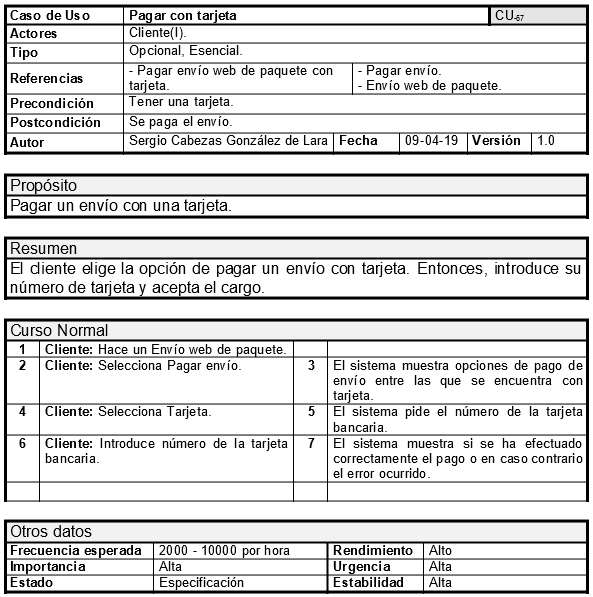 Caso de Uso Pagar con tarjeta CU-67
Actores Cliente(I).
Tipo Opcional, Esencial.
Referencias - Pagar envío web de paquete con tarjeta. - Pagar envío. - Envío web de paquete.
Precondición Tener una tarjeta.
Postcondición Se paga el envío.
Autor Sergio Cabezas González de Lara Fecha 09-04-19 Versión 1.0
Propósito
Pagar un envío con una tarjeta.
Resumen
El cliente elige la opción de pagar un envío con tarjeta. Entonces, introduce su
número de tarjeta y acepta el cargo.
Curso Normal
1 Cliente: Hace un Envío web de paquete.
2 Cliente: Selecciona Pagar envío. 3 El sistema muestra opciones de pago de
envío entre las que se encuentra con
tarjeta.
4 Cliente: Selecciona Tarjeta. 5 El sistema pide el número de la tarjeta
bancaria.
6 Cliente: Introduce número de la tarjeta
bancaria.
7 El sistema muestra si se ha efectuado
correctamente el pago o en caso contrario
el error ocurrido.
Otros datos
Frecuencia esperada 2000 - 10000 por hora Rendimiento Alto
Importancia Alta Urgencia Alta
Estado Especificación Estabilidad Alta